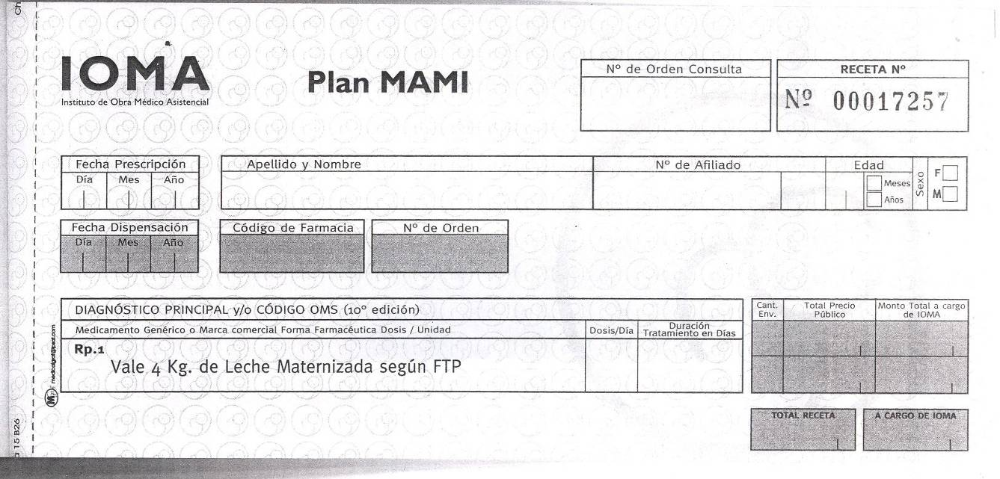 Ch
IOMA
Instituto de Obra Médico Asistencial
Plan MAMI
Nº de Orden Consulta
RECETA Nº
Nº 00017257
Fecha Prescripción
Día Mes Año
Apellido y Nombre
Nº de Afiliado
Edad
Meses
Años
Sexo
F
M
Fecha Dispensación
Día Mes Año
Código de Farmacia
Nº de Orden
DIAGNÓSTICO PRINCIPAL y/o CÓDIGO OMS (10º edición)
Medicamento Genérico o Marca comercial Forma Farmacéutica Dosis / Unidad
Dosis/Día
Duración
Tratamiento en Días
Rp.1
Vale 4 Kg. de Leche Maternizada según FTP
Cant.
Env.
Total Precio
Público
Monto Total a cargo
de IOMA
TOTAL RECETA
A CARGO DE IOMA
15 B26